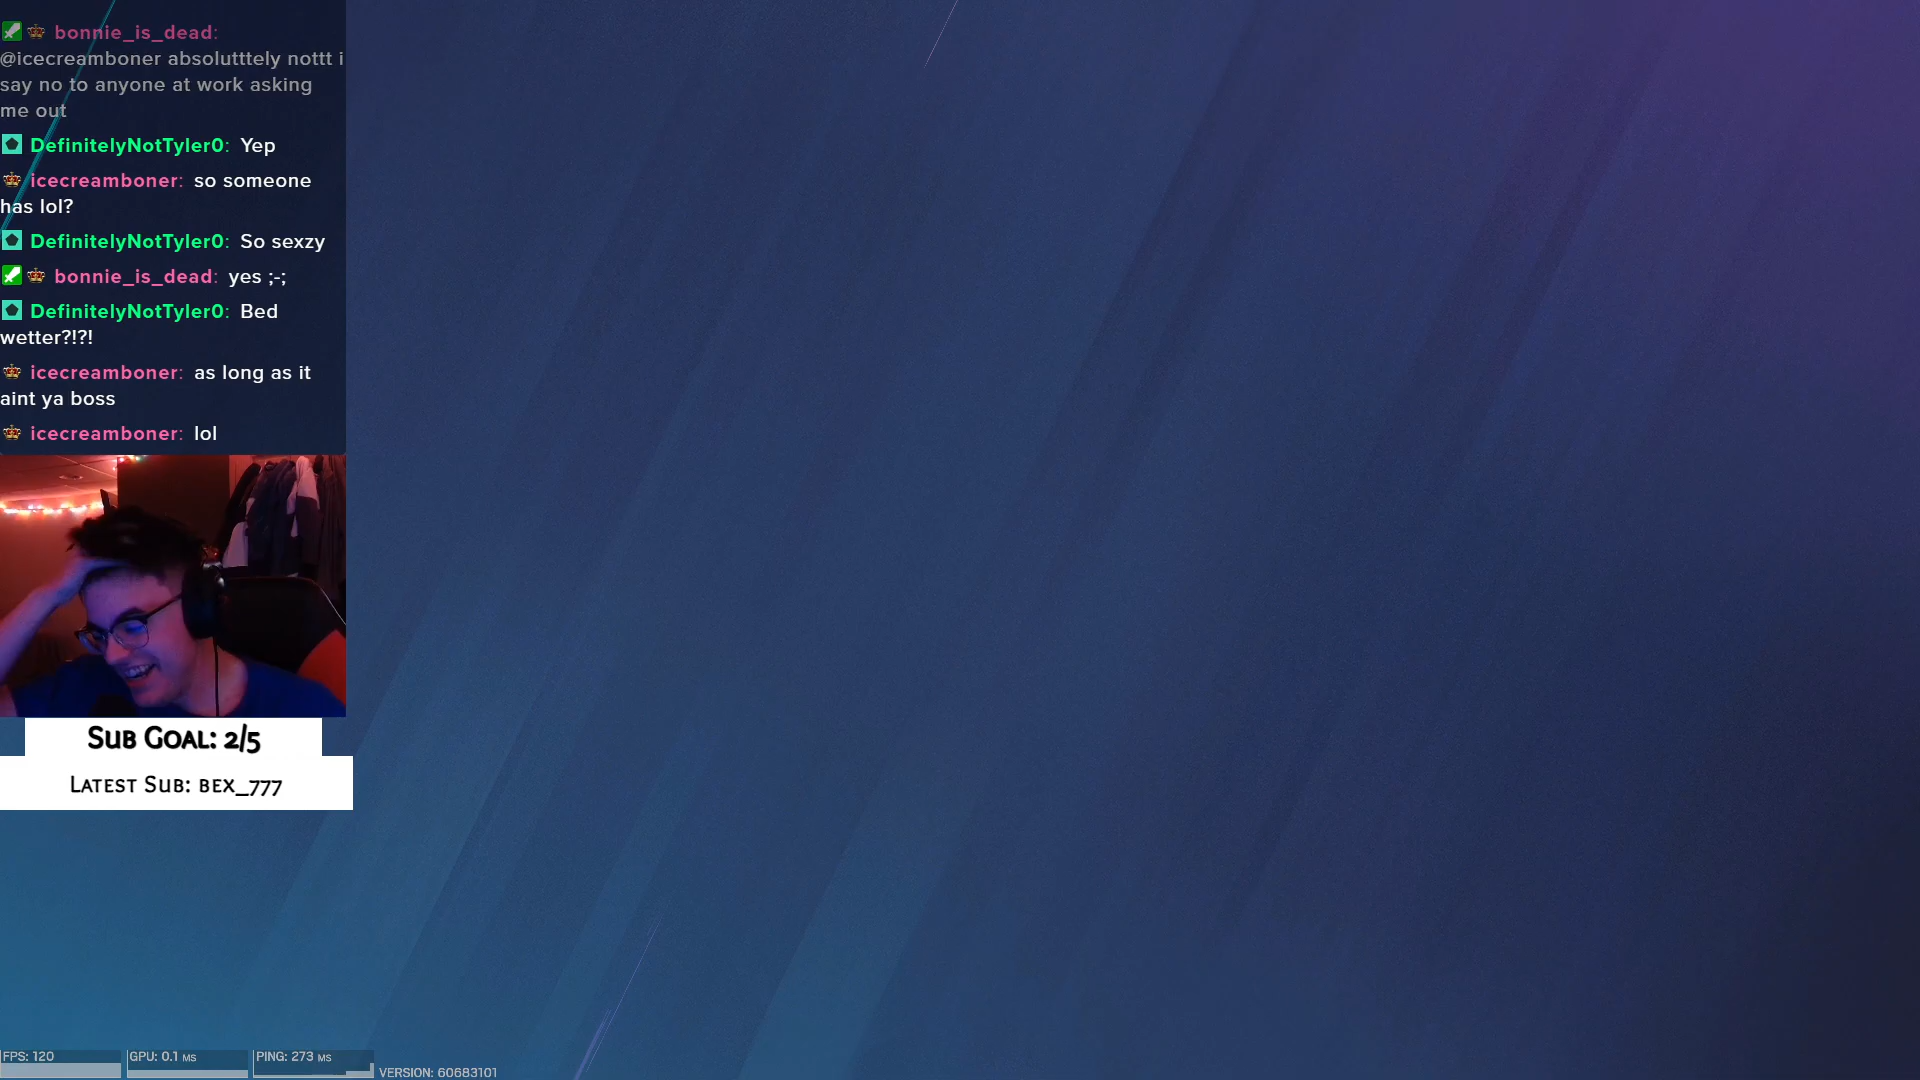 bonnie_is_dead:
@icecreamboner absolutttely nottt i
say no to anyone at work asking
me out
DefinitelyNotTyler0: Yep
icecreamboner: so someone
has lol?
DefinitelyNotTyler0: So sexzy
bonnie_is_dead: yes ;-;
DefinitelyNotTyler0: Bed
wetter?!?!
icecreamboner: as long as it
aint ya boss
icecreamboner: lol
Sub Goal: 2/5
Latest Sub: bex_777
FPS: 120
GPU: 0.1 MS
PING: 273 MS
VERSION: 60683101